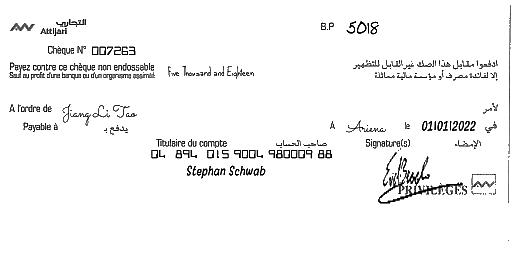 التجاري
Attijari
B.P 5018
Chèque N° 007263
Payez contre ce chèque non endossable
Sauf au profit d'une banque ou d'un organisme assimilé
Five Thousand and Eighteen
ادفعوا مقابل هذا الصك غير القابل للتظهير
إلا لفائدة مصرف أو مؤسسة مالية مماثلة
A l'ordre de Jiang Li Tao لأمر
Payable à يدفع بـ
A Ariena le 01/01/2022 في
Titulaire du compte صاحب الحساب Signature(s) الإمضاء
04 894 015 9004 980009 88
Stephan Schwab
PRIVILÈGES